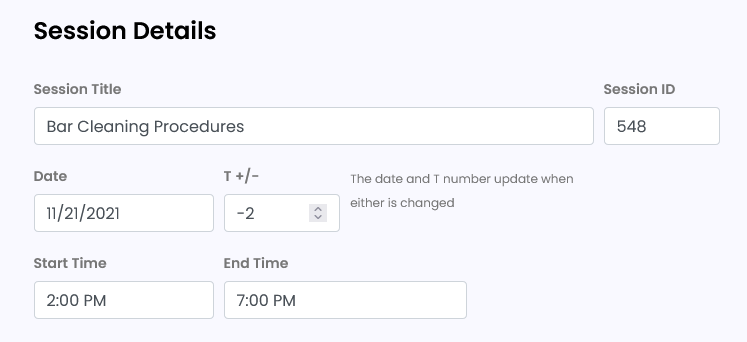 Session Details
Session Title
Session ID
Bar Cleaning Procedures
548
Date
T +/-
The date and T number update when
either is changed
11/21/2021
-2
Start Time
End Time
2:00 PM
7:00 PM